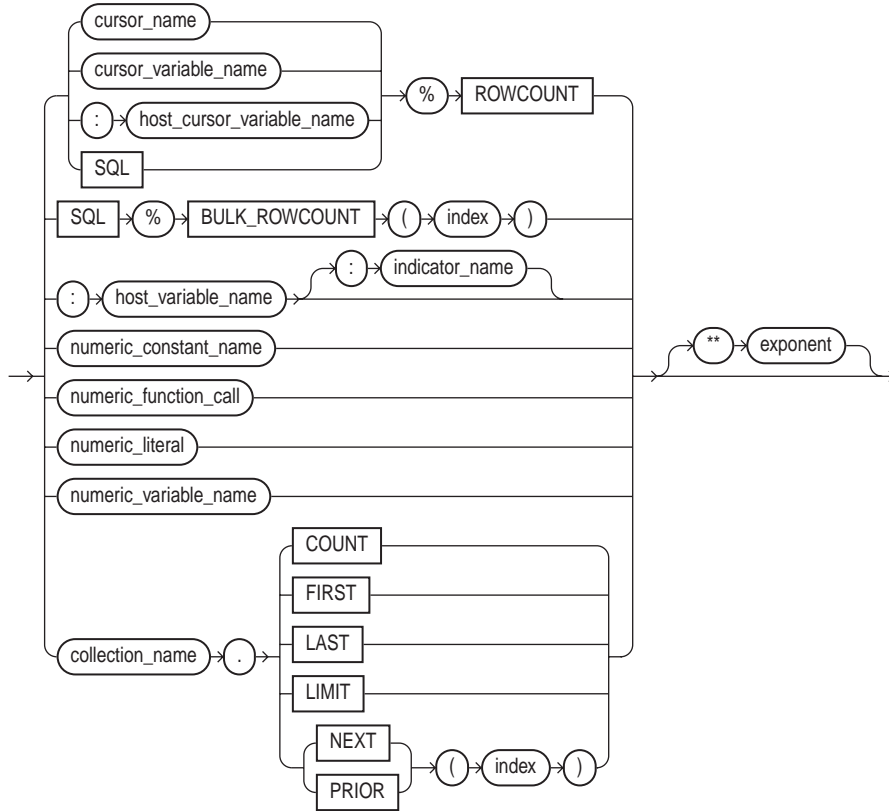 cursor_name
cursor_variable_name
: host_cursor_variable_name % ROWCOUNT
SQL
SQL % BULK_ROWCOUNT ( index )
: indicator_name
: host_variable_name
numeric_constant_name
** exponent
numeric_function_call
numeric_literal
numeric_variable_name
COUNT
FIRST
collection_name . LAST
LIMIT
NEXT
PRIOR ( index )